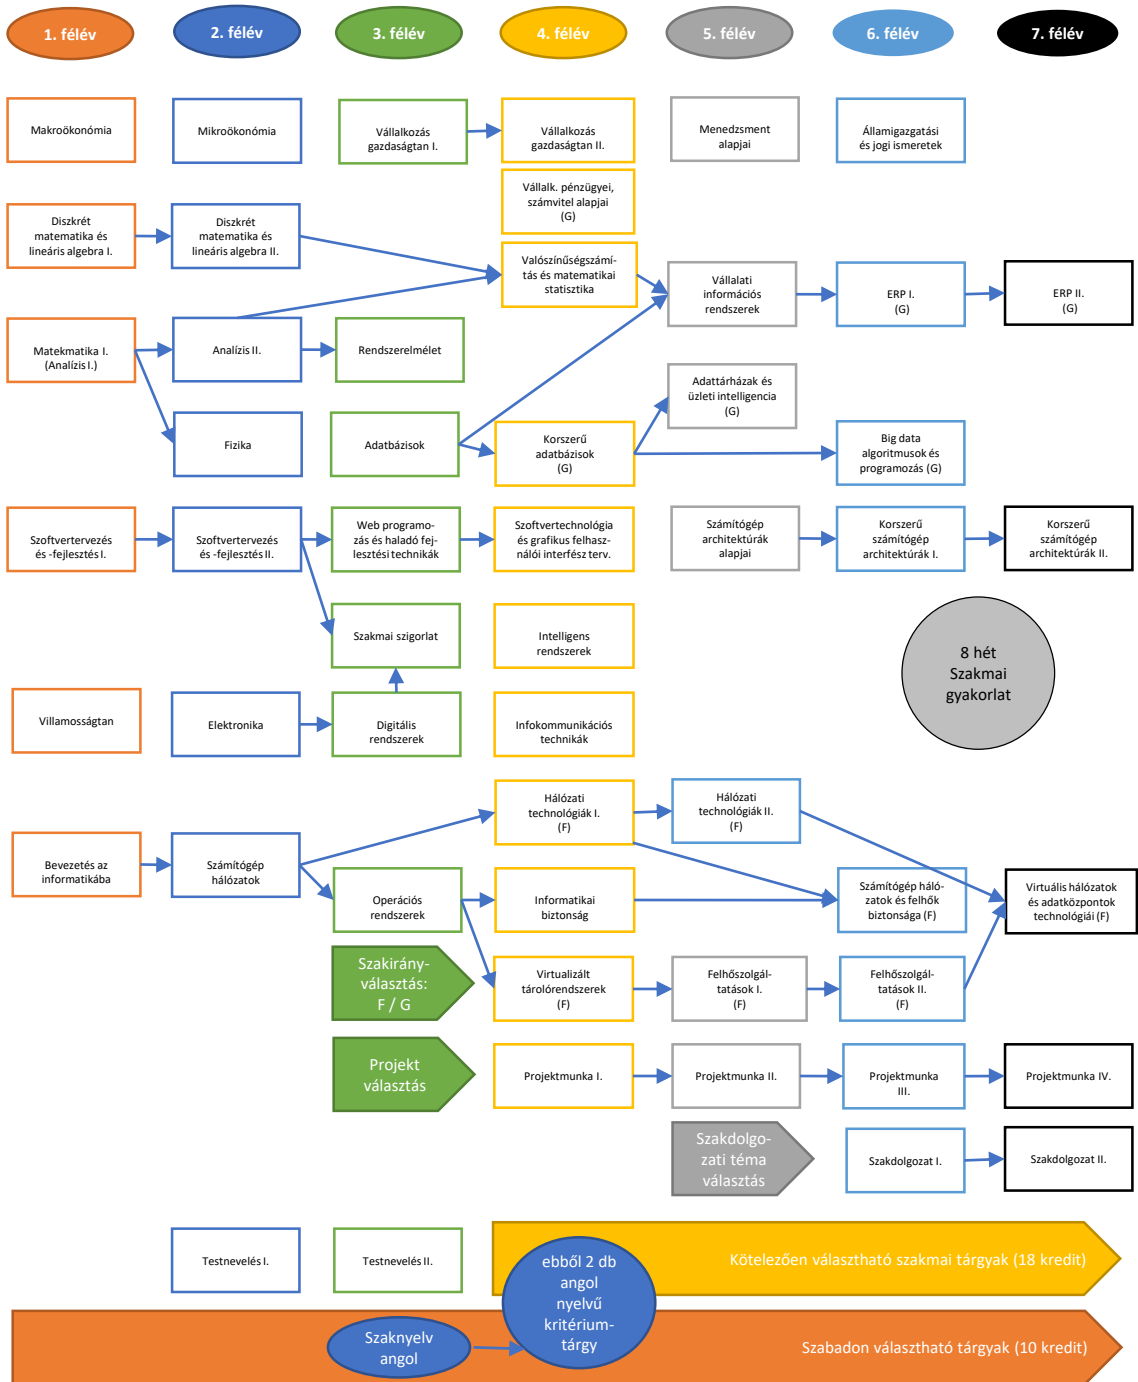 1. félév
2. félév
3. félév
4. félév
5. félév
6. félév
7. félév
Makroökonómia
Mikroökonómia
Vállalkozás
gazdaságtan I.
Vállalkozás
gazdaságtan II.
Menedzsment
alapjai
Államigazgatási
és jogi ismeretek
Vállalk. pénzügyei,
számvitel alapjai
(G)
Diszkrét
matematika és
lineáris algebra I.
Diszkrét
matematika és
lineáris algebra II.
Valószínűségszámí-
tás és matematikai
statisztika
Vállalati
információs
rendszerek
ERP I.
(G)
ERP II.
(G)
Matekmatika I.
(Analízis I.)
Analízis II.
Rendszerelmélet
Adattárházak és
üzleti intelligencia
(G)
Fizika
Adatbázisok
Korszerű
adatbázisok
(G)
Big data
algoritmusok és
programozás (G)
Szoftvertervezés
és -fejlesztés I.
Szoftvertervezés
és -fejlesztés II.
Web programo-
zás és haladó fej-
lesztési technikák
Szoftvertechnológia
és grafikus felhasz-
nálói interfész terv.
Számítógép
architektúrák
alapjai
Korszerű
számítógép
architektúrák I.
Korszerű
számítógép
architektúrák II.
Szakmai szigorlat
Intelligens
rendszerek
8 hét
Szakmai
gyakorlat
Villamosságtan
Elektronika
Digitális
rendszerek
Infokommunikációs
technikák
Hálózati
technológiák I.
(F)
Hálózati
technológiák II.
(F)
Bevezetés az
informatikába
Számítógép
hálózatok
Operációs
rendszerek
Informatikai
biztonság
Számítógép háló-
zatok és felhők
biztonsága (F)
Virtuális hálózatok
és adatközpontok
technológiái (F)
Szakirány-
választás:
F / G
Virtualizált
tárolórendszerek
(F)
Felhőszolgál-
tatások I.
(F)
Felhőszolgál-
tatások II.
(F)
Projekt
választás
Projektmunka I.
Projektmunka II.
Projektmunka
III.
Projektmunka IV.
Szakdolgo-
zati téma
választás
Szakdolgozat I.
Szakdolgozat II.
Testnevelés I.
Testnevelés II.
ebből 2 db
angol
nyelvű
kritérium-
tárgy
Kötelezően választható szakmai tárgyak (18 kredit)
Szaknyelv
angol
Szabadon választható tárgyak (10 kredit)